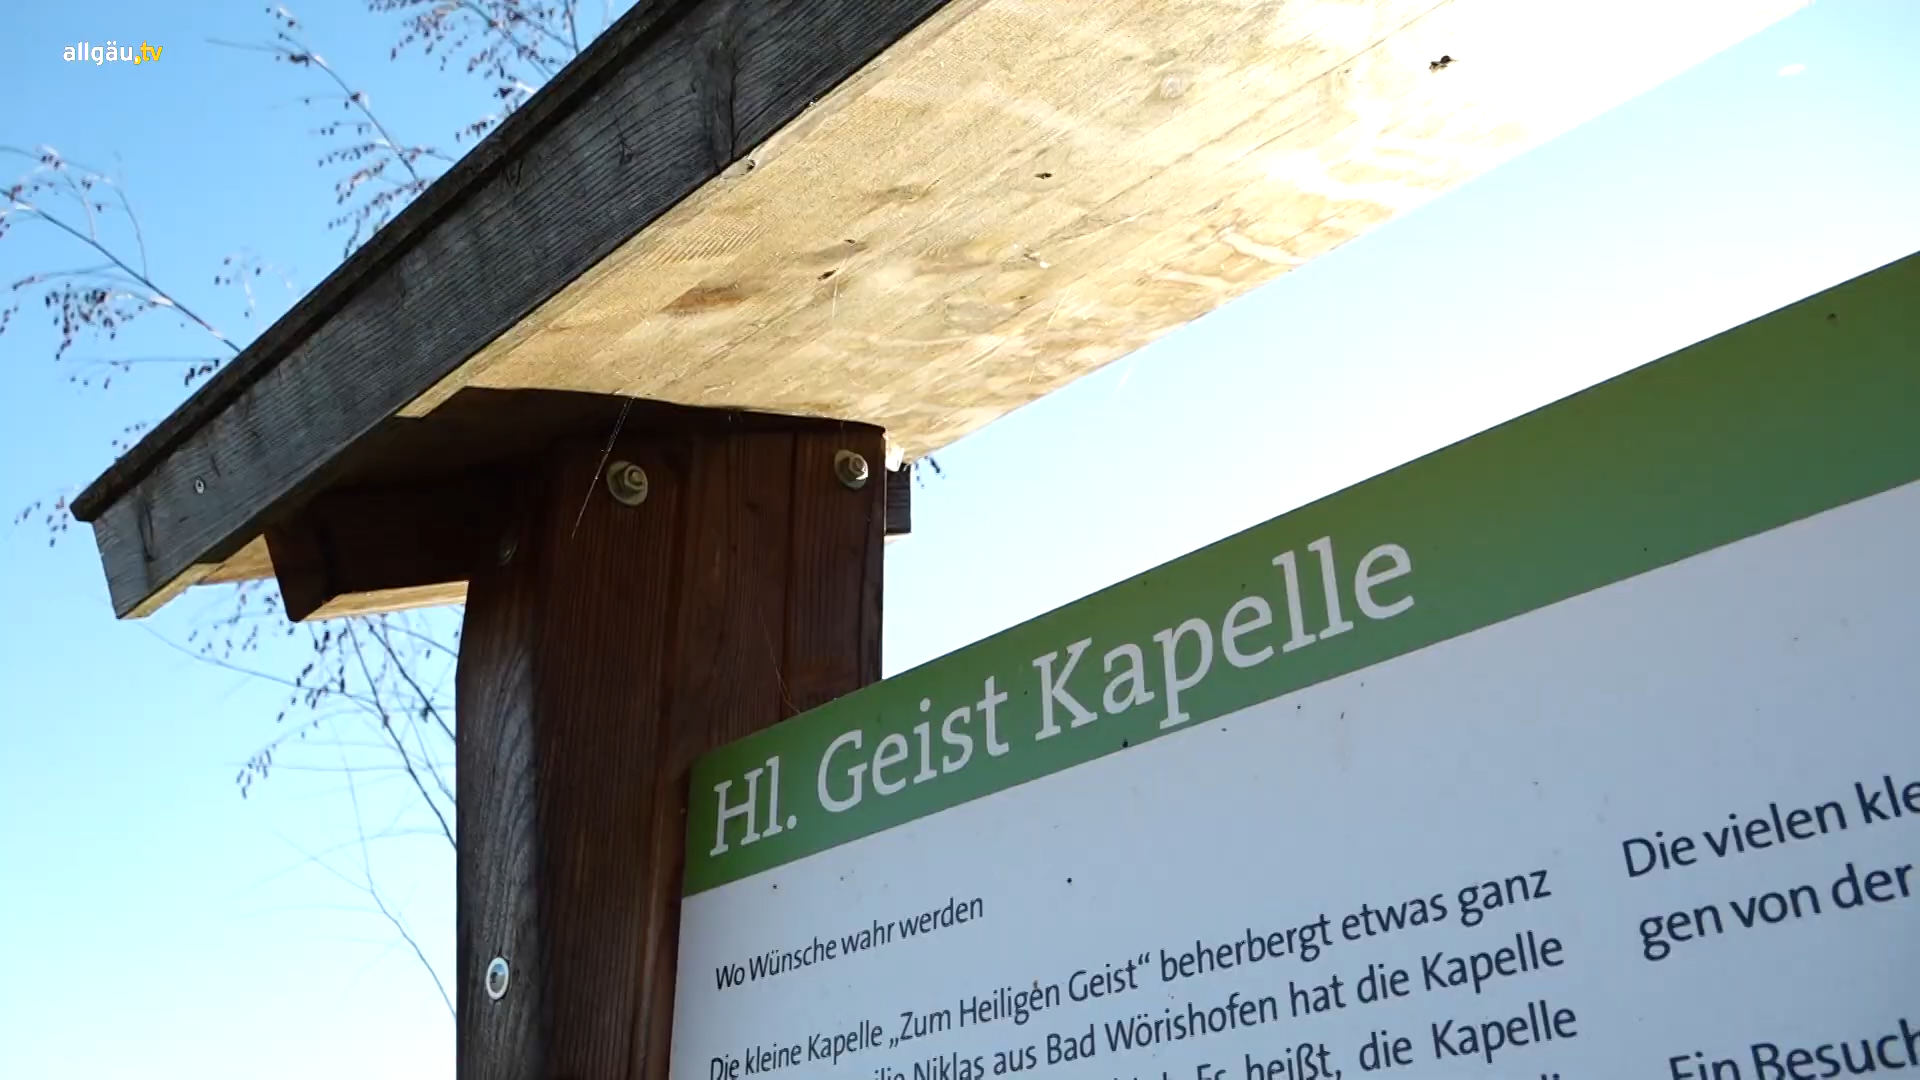 allgäu.tv
Hl. Geist Kapelle
Wo Wünsche wahr werden
Die kleine Kapelle „Zum Heiligen Geist“ beherbergt etwas ganz
Niklas aus Bad Wörishofen hat die Kapelle
Es heißt, die Kapelle
Die vielen kle
gen von der
Ein Besuch